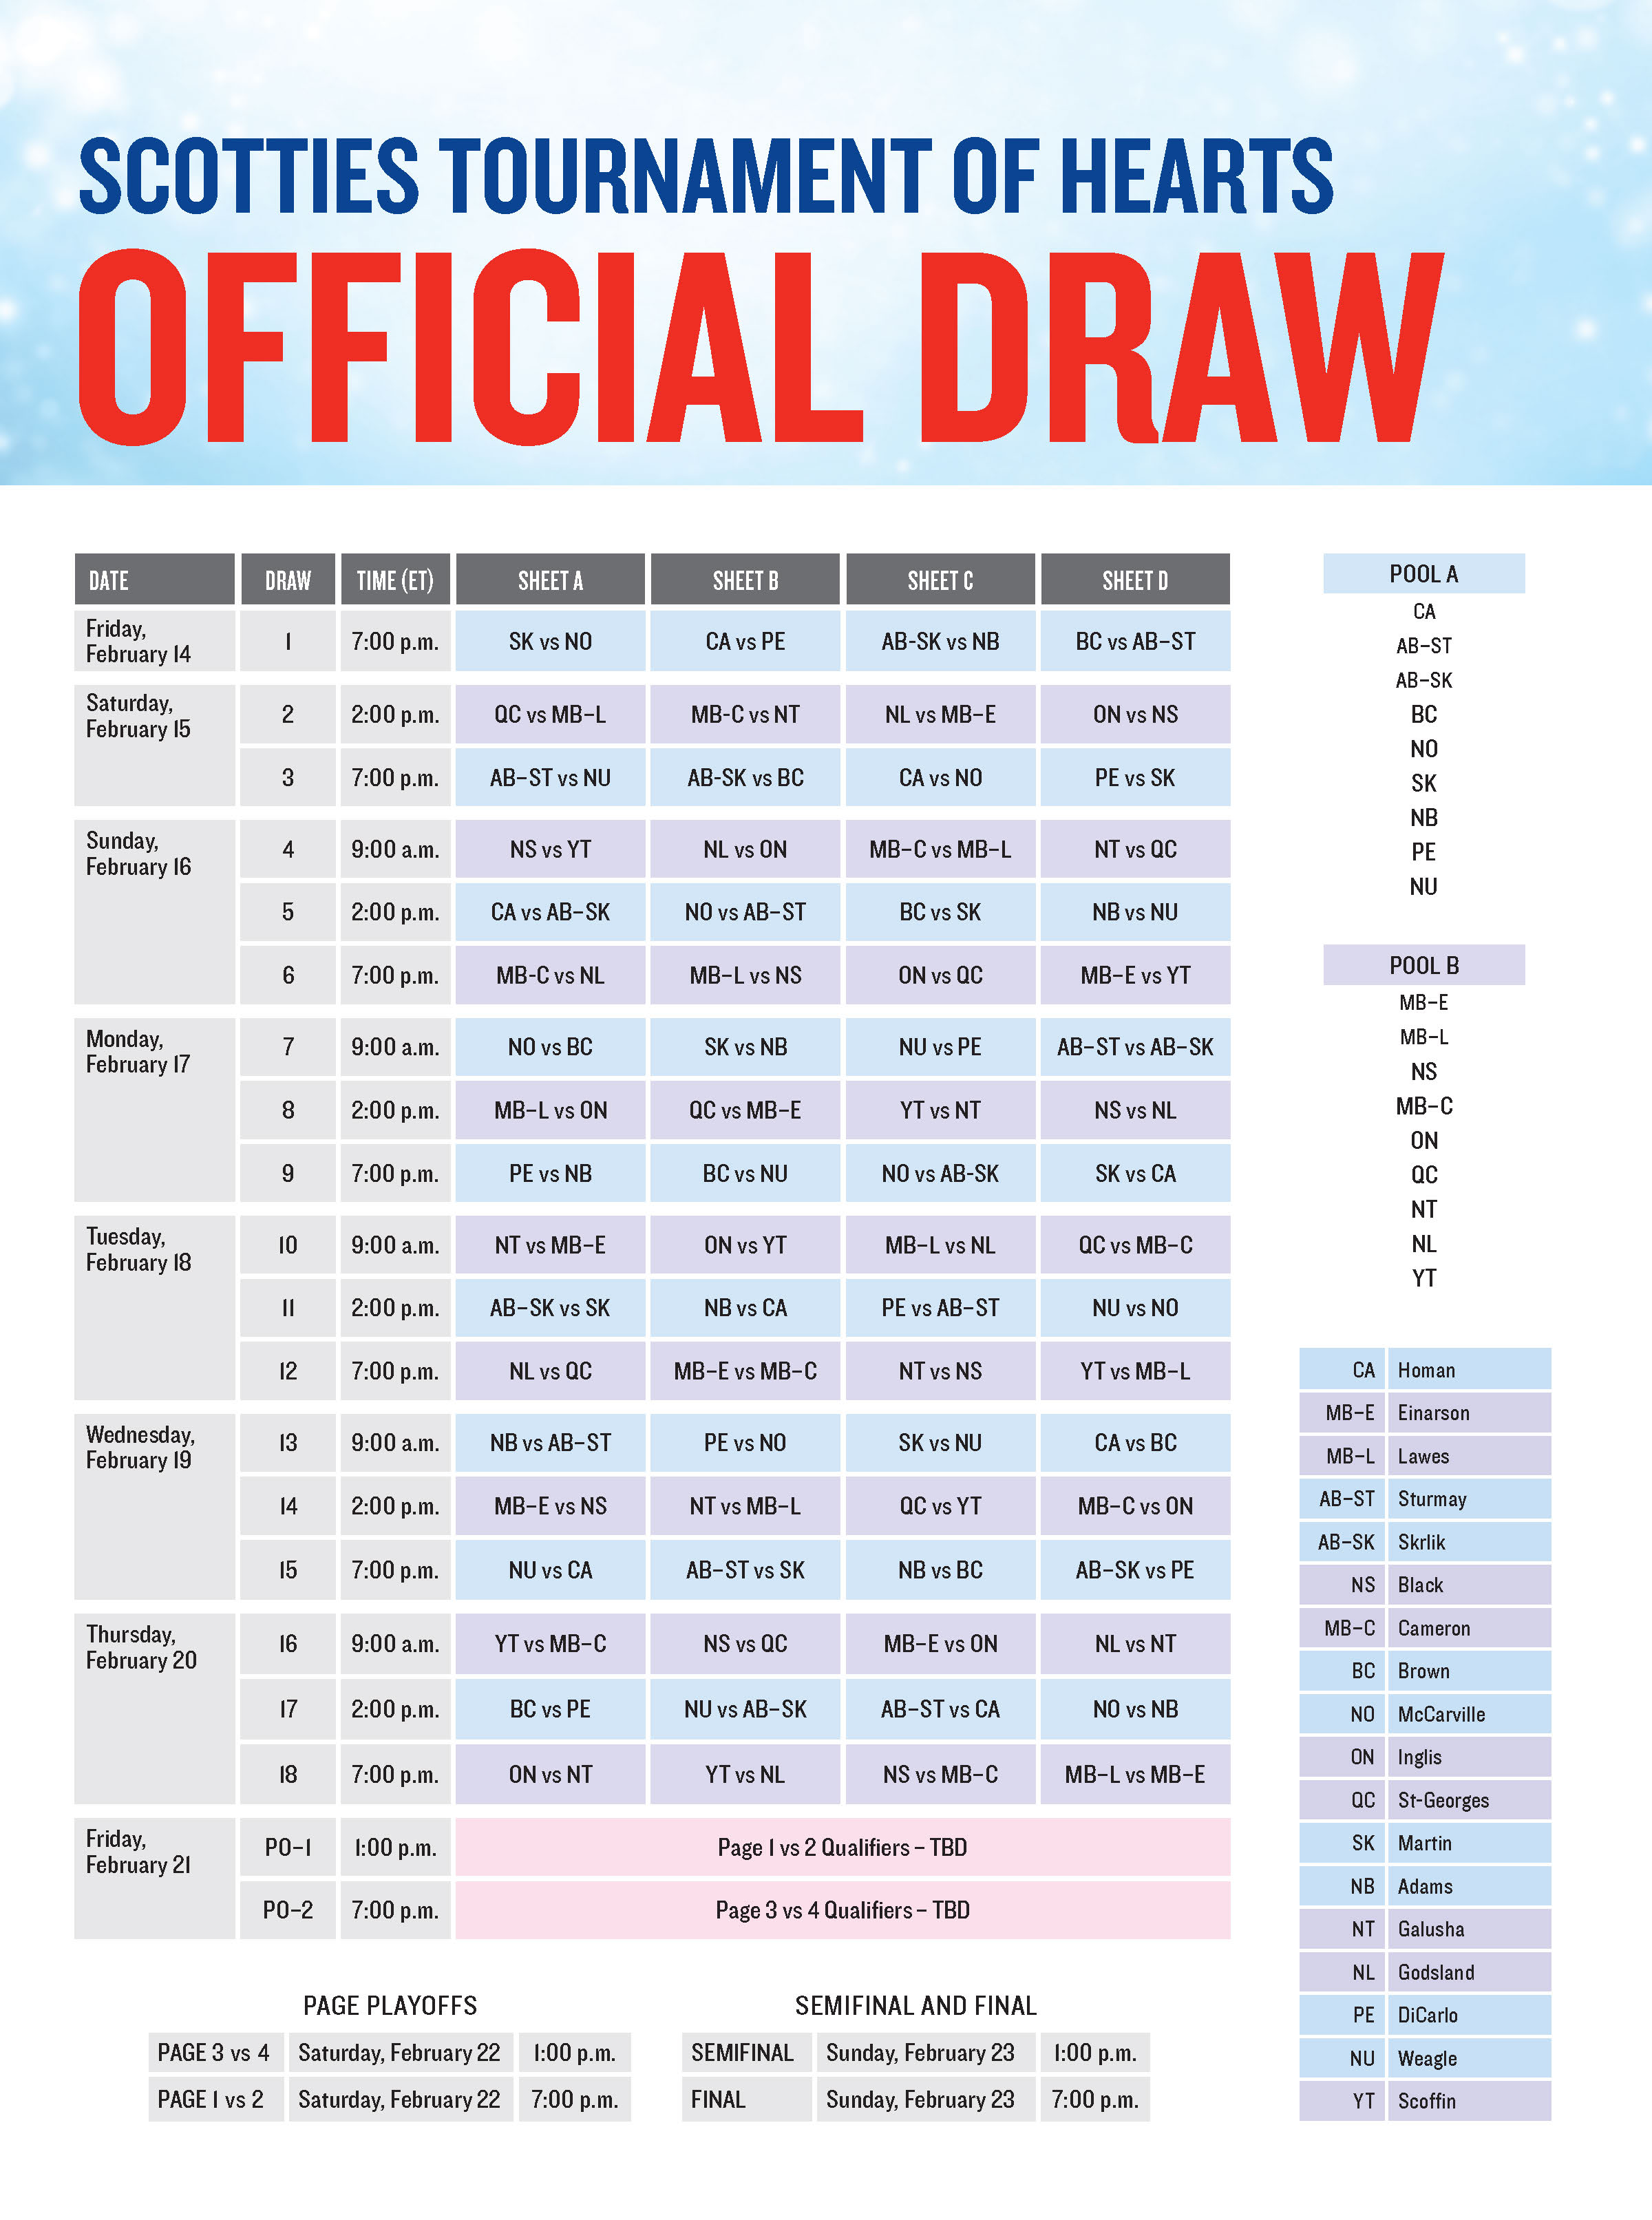 SCOTTIES TOURNAMENT OF HEARTS
OFFICIAL DRAW
DATE DRAW TIME (ET) SHEET A SHEET B SHEET C SHEET D
Friday,
February 14 1 7:00 p.m. SK vs NO CA vs PE AB-SK vs NB BC vs AB–ST
Saturday,
February 15 2 2:00 p.m. QC vs MB–L MB-C vs NT NL vs MB–E ON vs NS
3 7:00 p.m. AB–ST vs NU AB-SK vs BC CA vs NO PE vs SK
Sunday,
February 16 4 9:00 a.m. NS vs YT NL vs ON MB–C vs MB–L NT vs QC
5 2:00 p.m. CA vs AB–SK NO vs AB–ST BC vs SK NB vs NU
6 7:00 p.m. MB-C vs NL MB–L vs NS ON vs QC MB–E vs YT
Monday,
February 17 7 9:00 a.m. NO vs BC SK vs NB NU vs PE AB–ST vs AB–SK
8 2:00 p.m. MB–L vs ON QC vs MB–E YT vs NT NS vs NL
9 7:00 p.m. PE vs NB BC vs NU NO vs AB-SK SK vs CA
Tuesday,
February 18 10 9:00 a.m. NT vs MB–E ON vs YT MB–L vs NL QC vs MB–C
11 2:00 p.m. AB–SK vs SK NB vs CA PE vs AB–ST NU vs NO
12 7:00 p.m. NL vs QC MB–E vs MB–C NT vs NS YT vs MB–L
Wednesday,
February 19 13 9:00 a.m. NB vs AB–ST PE vs NO SK vs NU CA vs BC
14 2:00 p.m. MB–E vs NS NT vs MB–L QC vs YT MB–C vs ON
15 7:00 p.m. NU vs CA AB–ST vs SK NB vs BC AB–SK vs PE
Thursday,
February 20 16 9:00 a.m. YT vs MB–C NS vs QC MB–E vs ON NL vs NT
17 2:00 p.m. BC vs PE NU vs AB–SK AB–ST vs CA NO vs NB
18 7:00 p.m. ON vs NT YT vs NL NS vs MB–C MB–L vs MB–E
Friday,
February 21 PO–1 1:00 p.m. Page 1 vs 2 Qualifiers – TBD
PO–2 7:00 p.m. Page 3 vs 4 Qualifiers – TBD
PAGE PLAYOFFS
PAGE 3 vs 4 Saturday, February 22 1:00 p.m.
PAGE 1 vs 2 Saturday, February 22 7:00 p.m.
SEMIFINAL AND FINAL
SEMIFINAL Sunday, February 23 1:00 p.m.
FINAL Sunday, February 23 7:00 p.m.
POOL A
CA
AB–ST
AB–SK
BC
NO
SK
NB
PE
NU
POOL B
MB–E
MB–L
NS
MB–C
ON
QC
NT
NL
YT
CA Homan
MB–E Einarson
MB–L Lawes
AB–ST Sturmay
AB–SK Skrlik
NS Black
MB–C Cameron
BC Brown
NO McCarville
ON Inglis
QC St-Georges
SK Martin
NB Adams
NT Galusha
NL Godsland
PE DiCarlo
NU Weagle
YT Scoffin